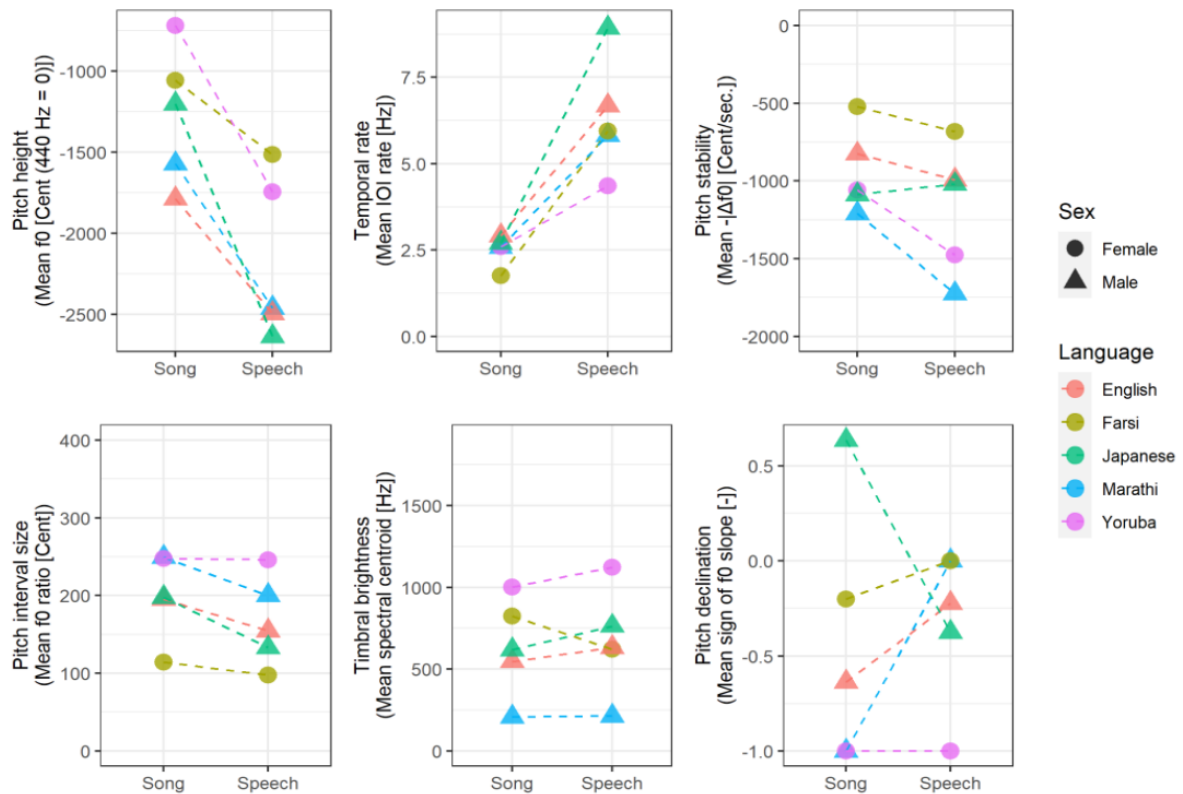 Pitch height
(Mean f0 [Cent (440 Hz = 0)])
-1000
-1500
-2000
-2500
Song Speech
Temporal rate
(Mean IOI rate [Hz])
7.5
5.0
2.5
0.0
Song Speech
Pitch stability
(Mean -|Δf0| [Cent/sec.])
0
-500
-1000
-1500
-2000
Song Speech
Pitch interval size
(Mean f0 ratio [Cent])
400
300
200
100
0
Song Speech
Timbral brightness
(Mean spectral centroid [Hz])
1500
1000
500
0
Song Speech
Pitch declination
(Mean sign of f0 slope [-])
0.5
0.0
-0.5
-1.0
Song Speech
Sex
Female
Male
Language
English
Farsi
Japanese
Marathi
Yoruba